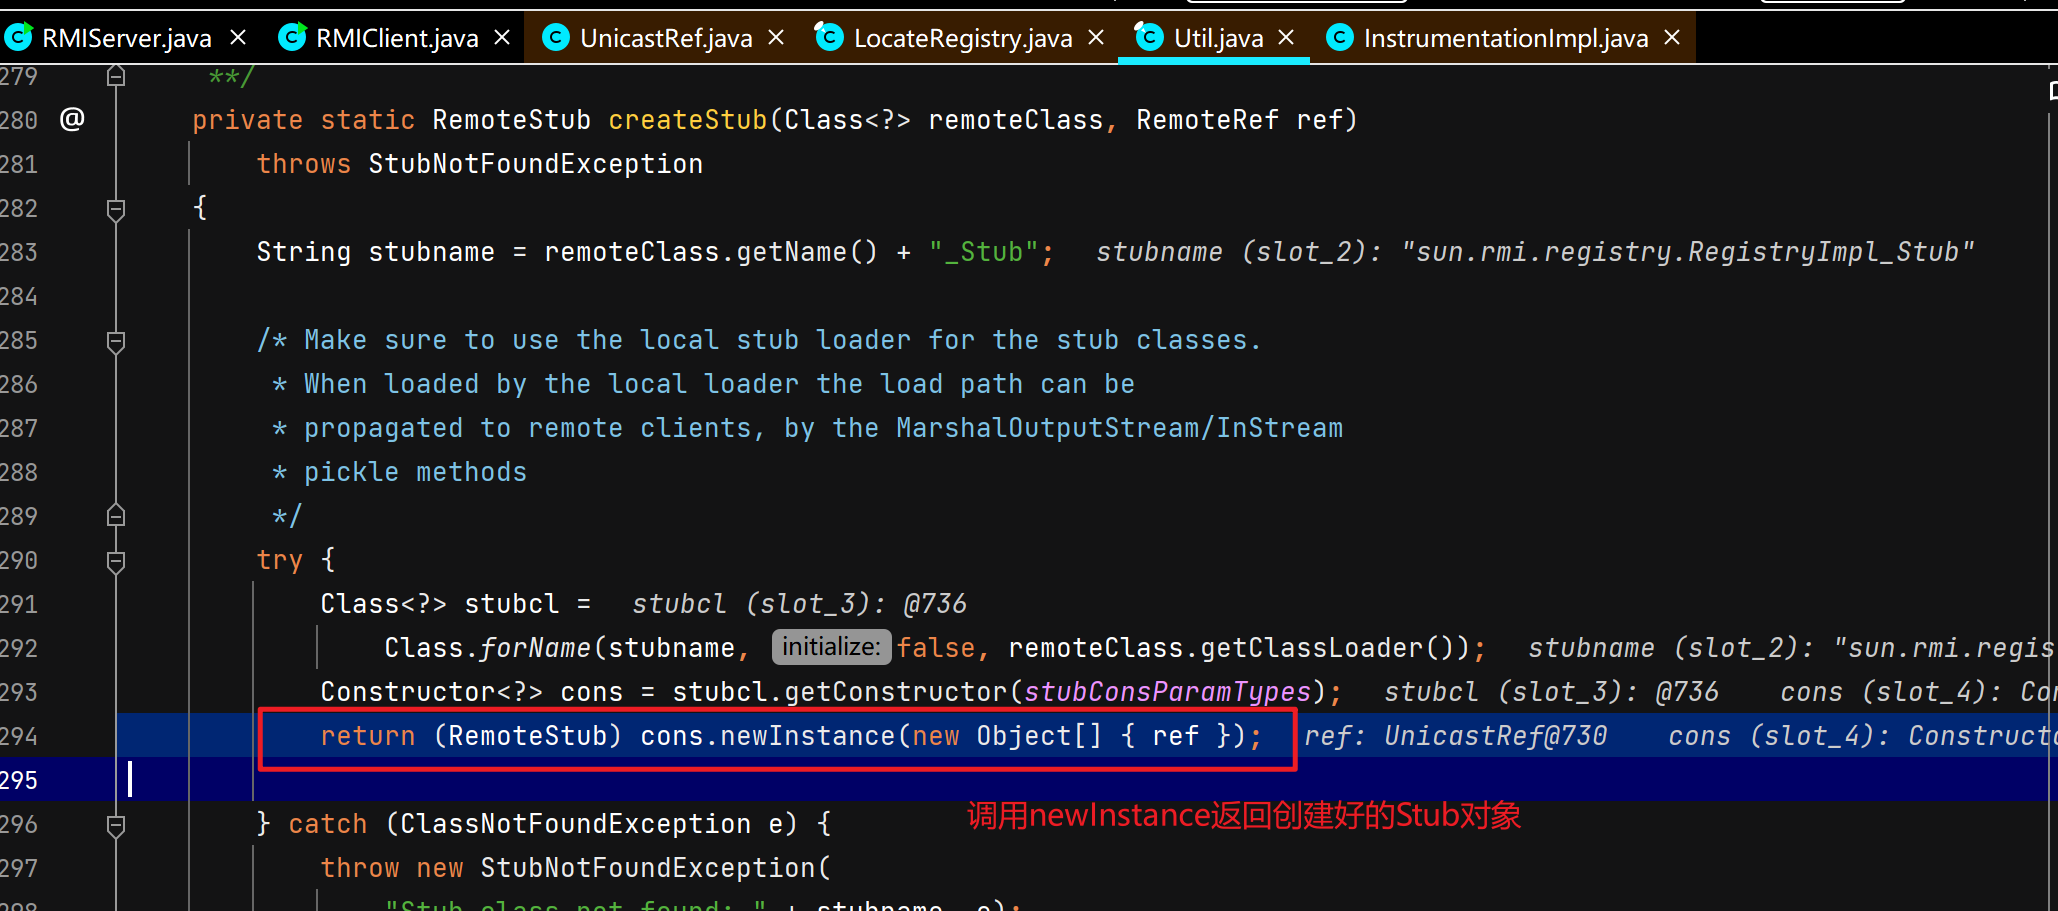 RMIServer.java RMIClient.java UnicastRef.java LocateRegistry.java Util.java InstrumentationImpl.java
279 **/
280 @ private static RemoteStub createStub(Class<?> remoteClass, RemoteRef ref)
281 throws StubNotFoundException
282 {
283 String stubname = remoteClass.getName() + "_Stub"; stubname (slot_2): "sun.rmi.registry.RegistryImpl_Stub"
284
285 /* Make sure to use the local stub loader for the stub classes.
286 * When loaded by the local loader the load path can be
287 * propagated to remote clients, by the MarshalOutputStream/InStream
288 * pickle methods
289 */
290 try {
291 Class<?> stubcl = stubcl (slot_3): @736
292 Class.forName(stubname, initialize: false, remoteClass.getClassLoader()); stubname (slot_2): "sun.rmi.regis
293 Constructor<?> cons = stubcl.getConstructor(stubConsParamTypes); stubcl (slot_3): @736 cons (slot_4): Con
294 return (RemoteStub) cons.newInstance(new Object[] { ref }); ref: UnicastRef@730 cons (slot_4): Constructo
295
296 } catch (ClassNotFoundException e) {
调用newInstance返回创建好的Stub对象
297 throw new StubNotFoundException(
298 "Stub class not found: " + stubname, e);